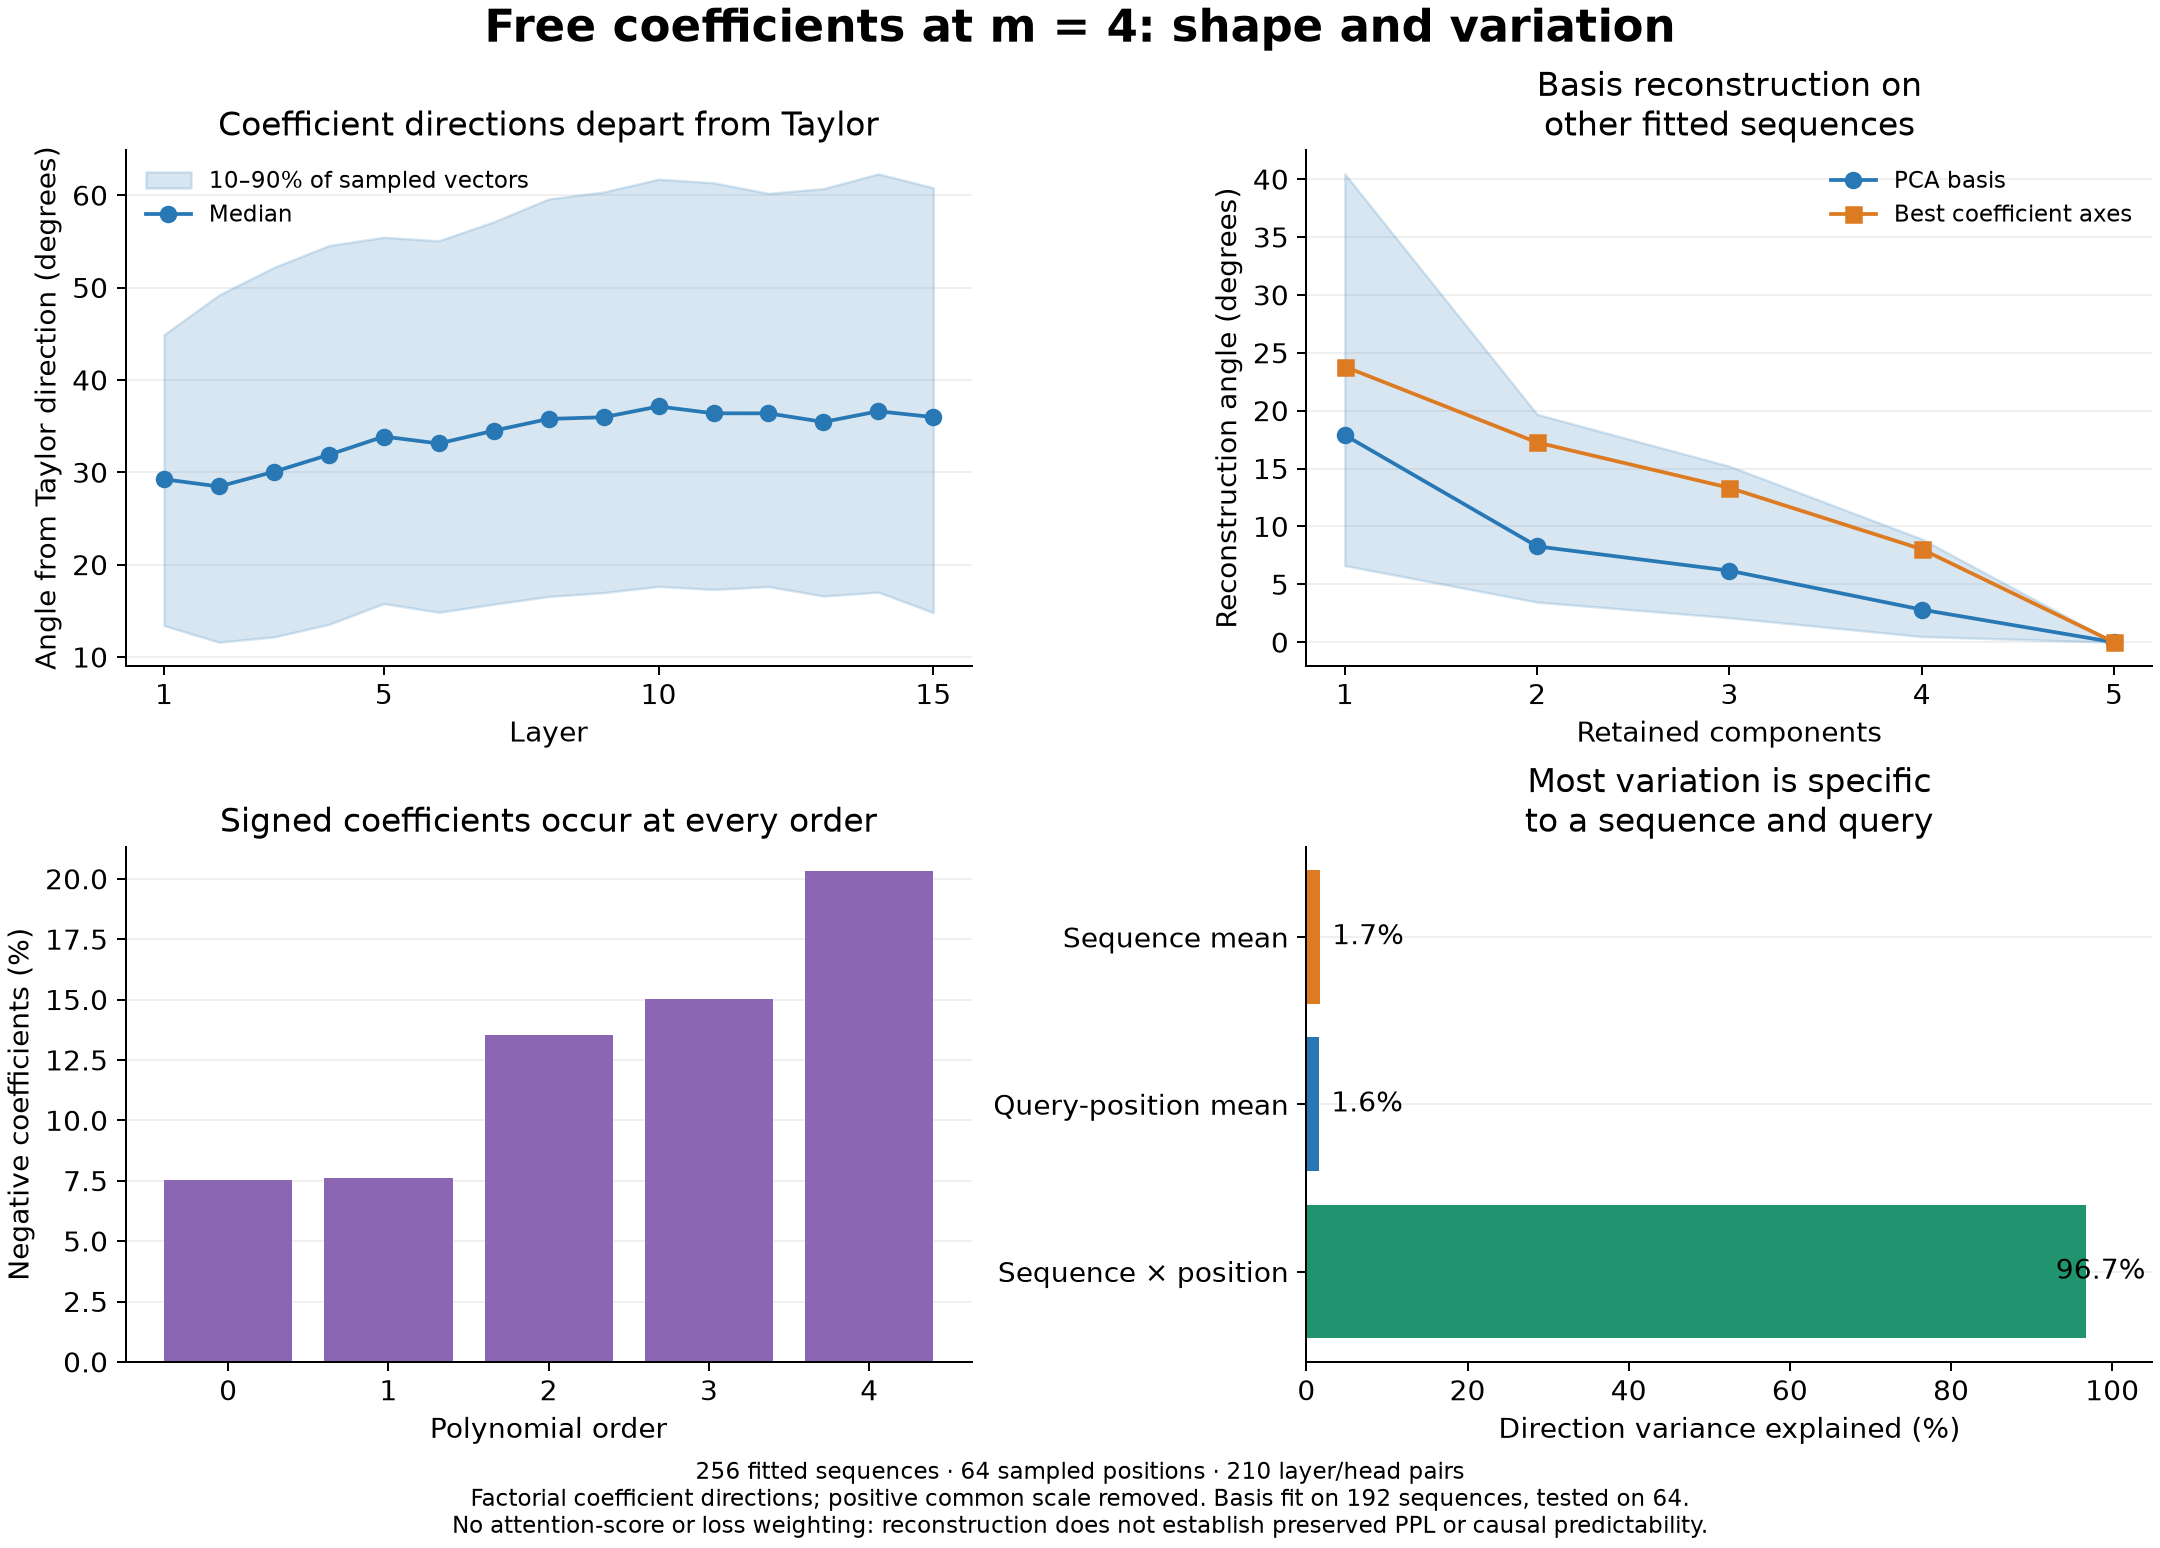 Free coefficients at m = 4: shape and variation
Coefficient directions depart from Taylor
Angle from Taylor direction (degrees)
60
50
40
30
20
10
10–90% of sampled vectors
Median
1
5
10
15
Layer
Basis reconstruction on
other fitted sequences
Reconstruction angle (degrees)
40
35
30
25
20
15
10
5
0
PCA basis
Best coefficient axes
1
2
3
4
5
Retained components
Signed coefficients occur at every order
Negative coefficients (%)
20.0
17.5
15.0
12.5
10.0
7.5
5.0
2.5
0.0
0
1
2
3
4
Polynomial order
Most variation is specific
to a sequence and query
Sequence mean
1.7%
Query-position mean
1.6%
Sequence × position
96.7%
0
20
40
60
80
100
Direction variance explained (%)
256 fitted sequences · 64 sampled positions · 210 layer/head pairs
Factorial coefficient directions; positive common scale removed. Basis fit on 192 sequences, tested on 64.
No attention-score or loss weighting: reconstruction does not establish preserved PPL or causal predictability.